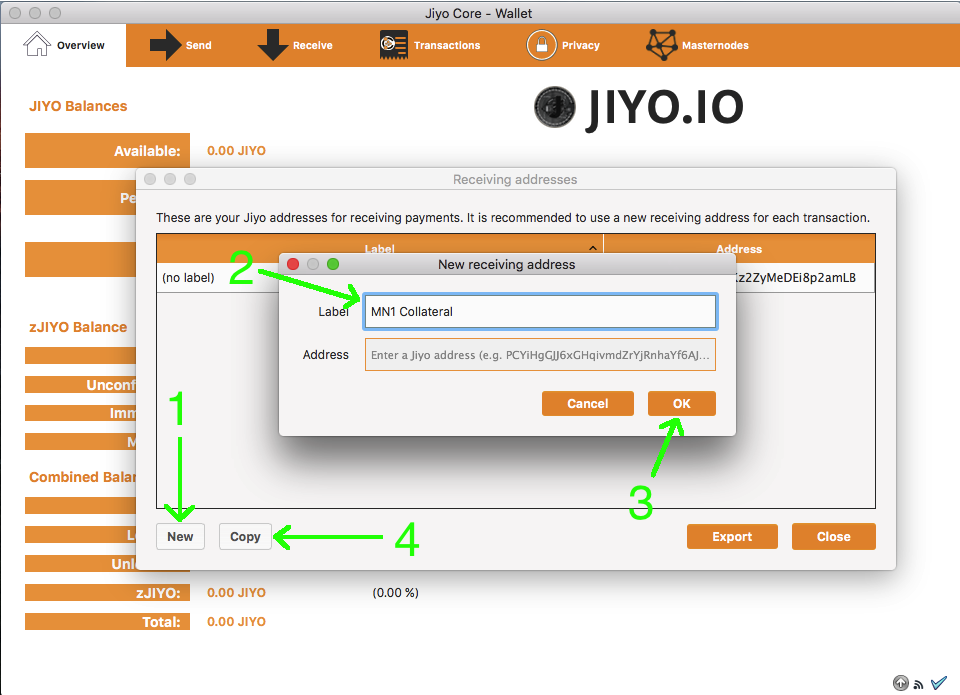 Jiyo Core - Wallet
Overview
Send
Receive
Transactions
Privacy
Masternodes
JIYO Balances
JIYO.IO
Available:
0.00 JIYO
Receiving addresses
These are your Jiyo addresses for receiving payments. It is recommended to use a new receiving address for each transaction.
Label
Address
(no label)
z2ZyMeDEi8p2amLB
2
New receiving address
Label
MN1 Collateral
Address
Enter a Jiyo address (e.g. PCYiHgGJJ6xGHqivmdZrYjRnhaYf6AJ...
Cancel
OK
zJIYO Balance
Unconf
Imm
M
1
3
Combined Balan
New
Copy
4
Export
Close
zJIYO:
0.00 JIYO
(0.00 %)
Total:
0.00 JIYO